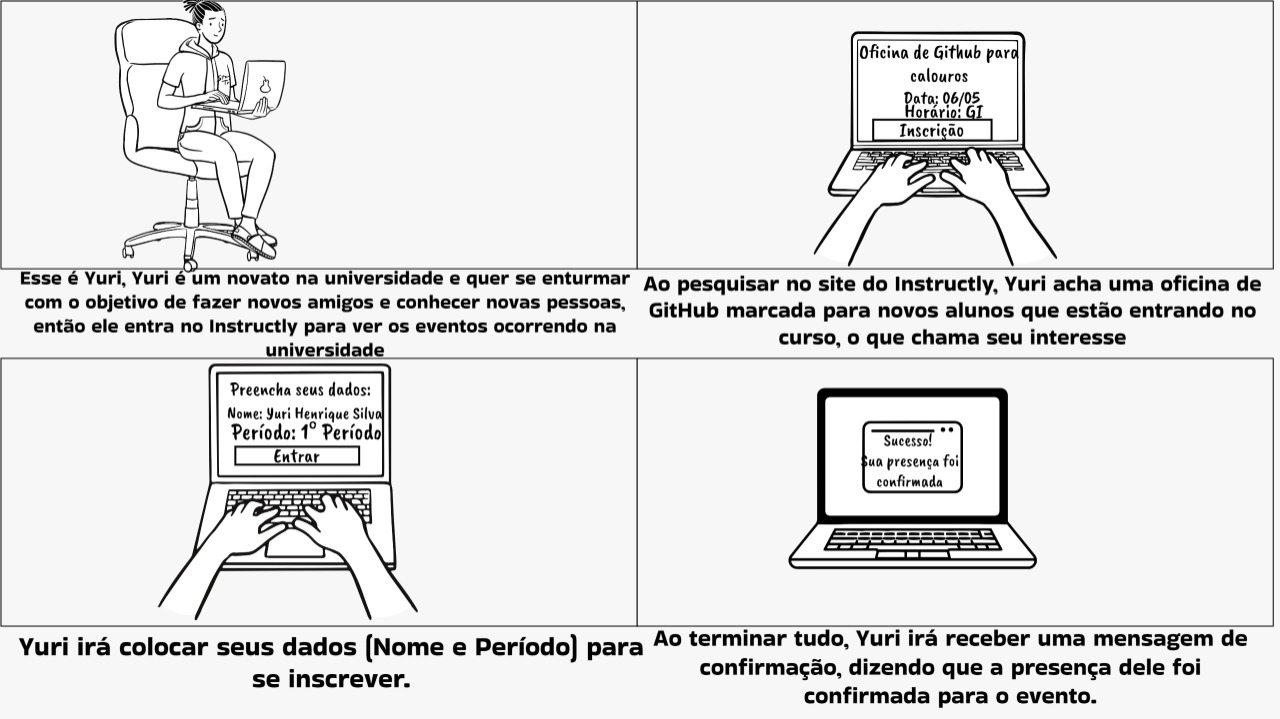 Oficina de Github para
calouros
Data: 06/05
Horário: GI
Inscrição
Esse é Yuri, Yuri é um novato na universidade e quer se enturmar
com o objetivo de fazer novos amigos e conhecer novas pessoas,
então ele entra no Instructly para ver os eventos ocorrendo na
universidade
Ao pesquisar no site do Instructly, Yuri acha uma oficina de
GitHub marcada para novos alunos que estão entrando no
curso, o que chama seu interesse
Preencha seus dados:
Nome: Yuri Henrique Silva
Período: 1º Período
Entrar
Sucesso!
Sua presença foi
confirmada
Yuri irá colocar seus dados (Nome e Período) para
se inscrever.
Ao terminar tudo, Yuri irá receber uma mensagem de
confirmação, dizendo que a presença dele foi
confirmada para o evento.